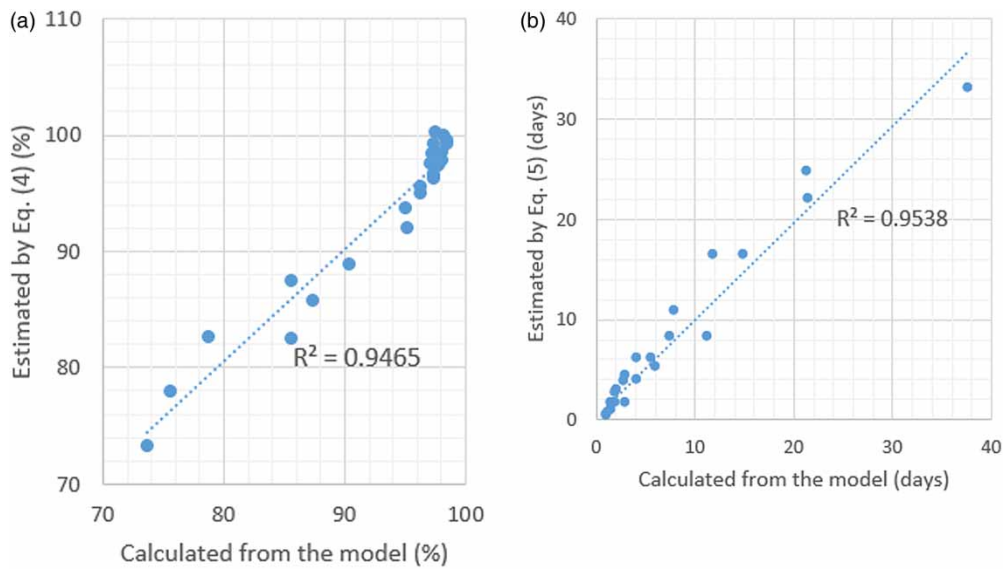 (a)
110
100
90
80
70
70 80 90 100
Estimated by Eq. (4) (%)
Calculated from the model (%)
R² = 0.9465
(b)
40
30
20
10
0
0 10 20 30 40
Estimated by Eq. (5) (days)
Calculated from the model (days)
R² = 0.9538